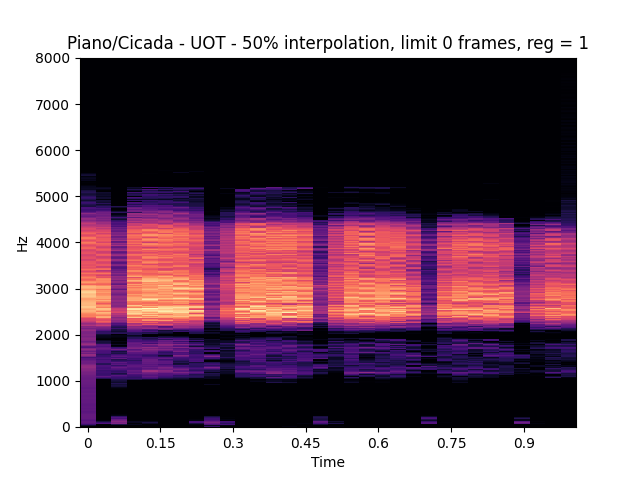 Piano/Cicada - UOT - 50% interpolation, limit 0 frames, reg = 1
8000
7000
6000
5000
4000
3000
2000
1000
0
Hz
0 0.15 0.3 0.45 0.6 0.75 0.9
Time